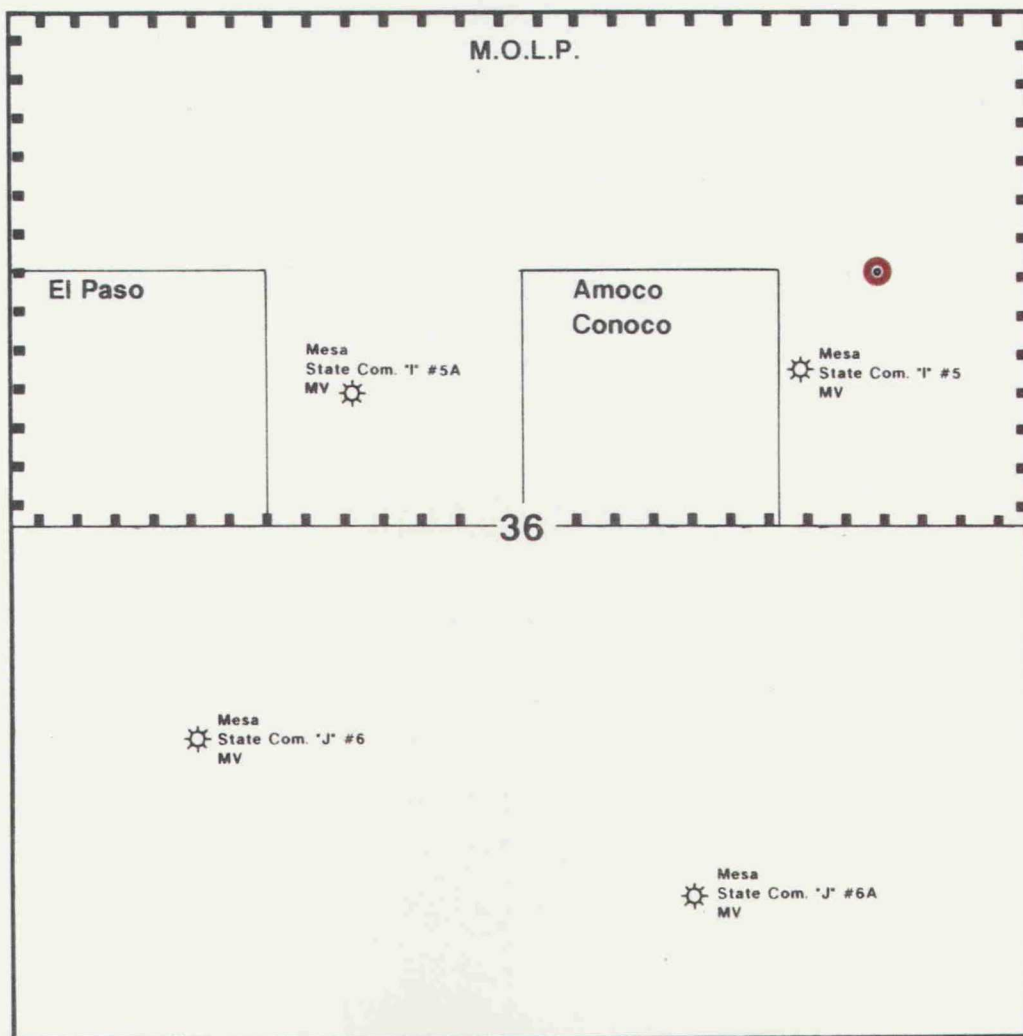 M.O.L.P.
El Paso
Amoco
Conoco
Mesa
State Com. "I" #5A
MV
Mesa
State Com. "I" #5
MV
36
Mesa
State Com. "J" #6
MV
Mesa
State Com. "J" #6A
MV